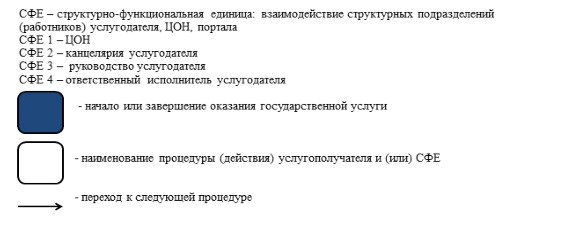 СФЕ – структурно-функциональная единица: взаимодействие структурных подразделений
(работников) услугодателя, ЦОН, портала
СФЕ 1 – ЦОН
СФЕ 2 – канцелярия услугодателя
СФЕ 3 – руководство услугодателя
СФЕ 4 – ответственный исполнитель услугодателя
- начало или завершение оказания государственной услуги
- наименование процедуры (действия) услугополучателя и (или) СФЕ
- переход к следующей процедуре